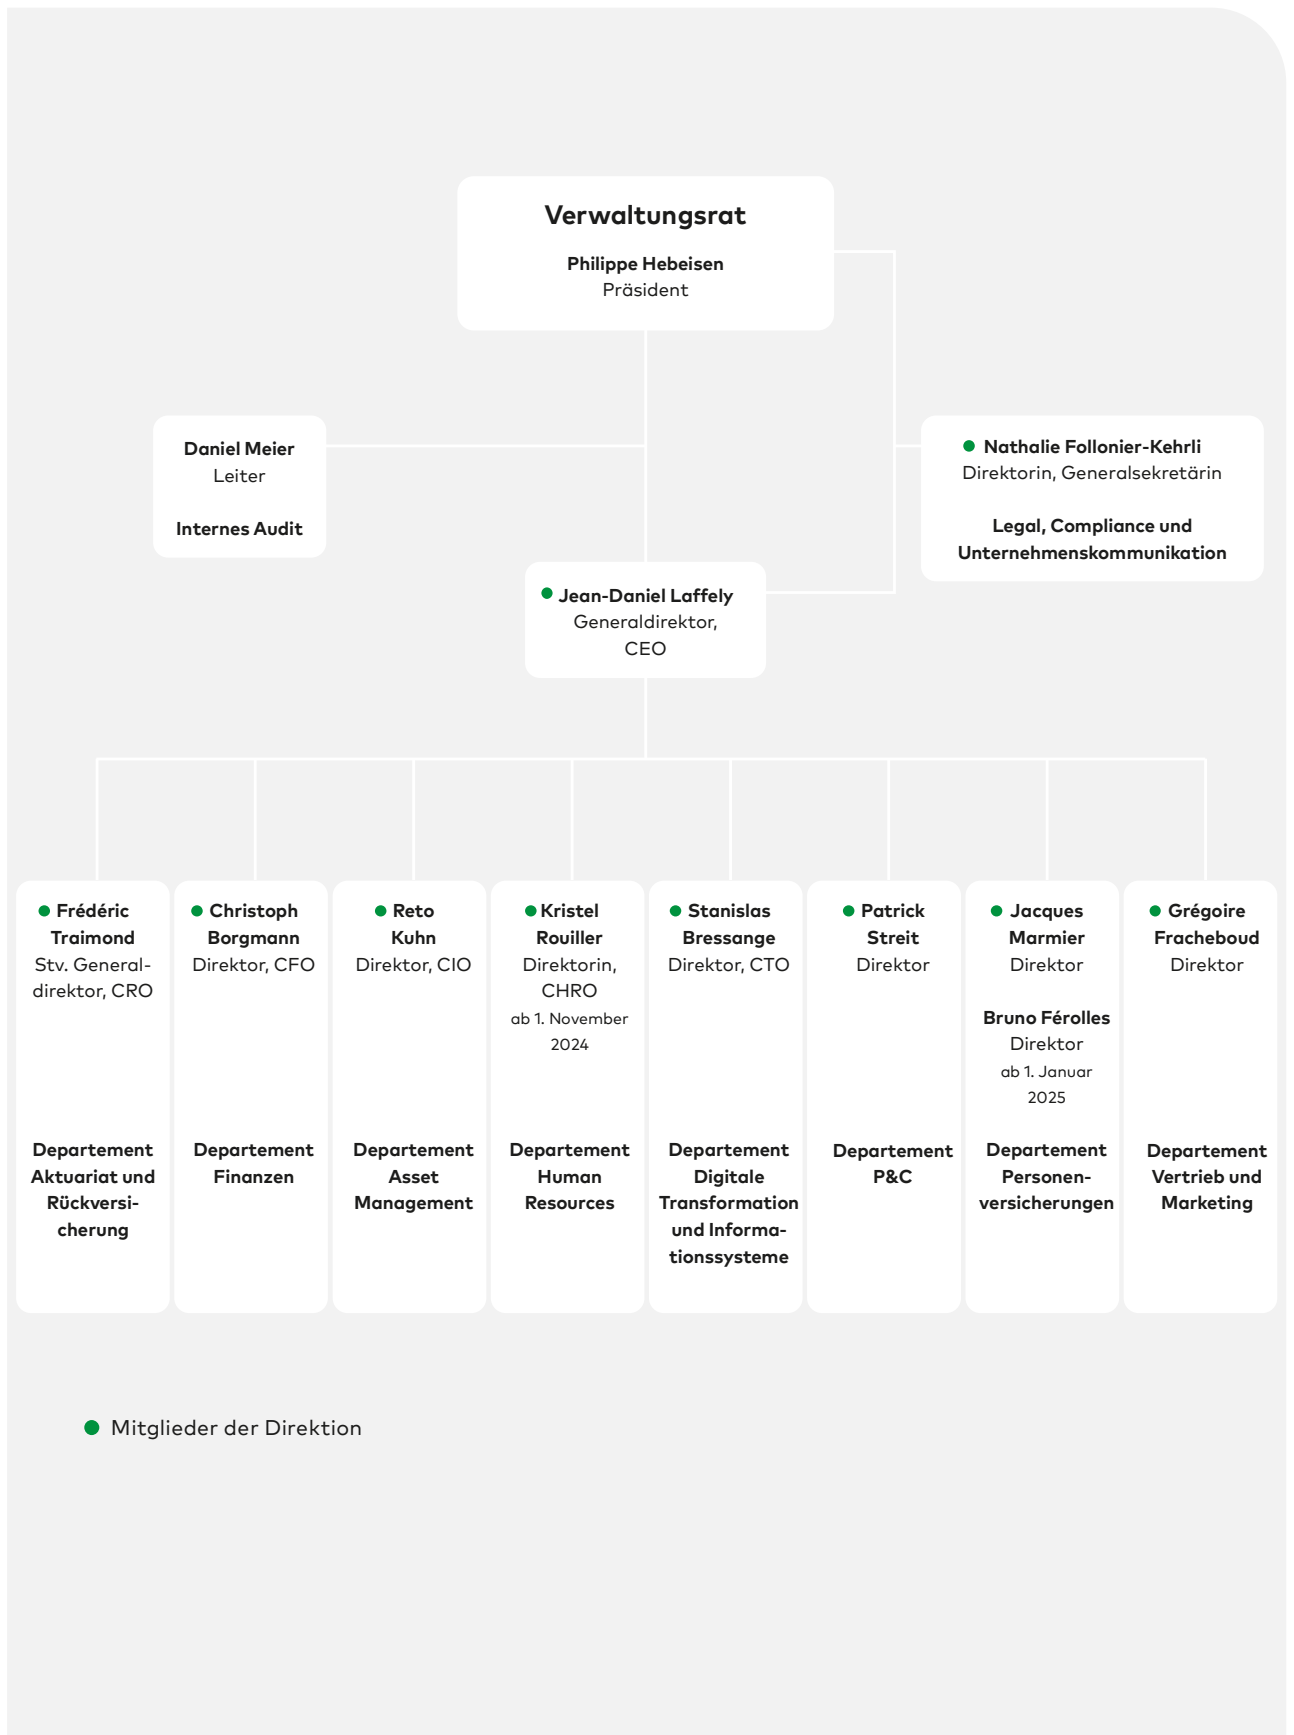 Verwaltungsrat
Philippe Hebeisen
Präsident
Daniel Meier
Leiter
Internes Audit
● Nathalie Follonier-Kehrli
Direktorin, Generalsekretärin
Legal, Compliance und
Unternehmenskommunikation
● Jean-Daniel Laffely
Generaldirektor,
CEO
● Frédéric
Traimond
Stv. General-
direktor, CRO
Departement
Aktuariat und
Rückversi-
cherung
● Christoph
Borgmann
Direktor, CFO
Departement
Finanzen
● Reto
Kuhn
Direktor, CIO
Departement
Asset
Management
● Kristel
Rouiller
Direktorin,
CHRO
ab 1. November
2024
Departement
Human
Resources
● Stanislas
Bressange
Direktor, CTO
Departement
Digitale
Transformation
und Informa-
tionssysteme
● Patrick
Streit
Direktor
Departement
P&C
● Jacques
Marmier
Direktor
Bruno Férolles
Direktor
ab 1. Januar
2025
Departement
Personen-
versicherungen
● Grégoire
Fracheboud
Direktor
Departement
Vertrieb und
Marketing
● Mitglieder der Direktion